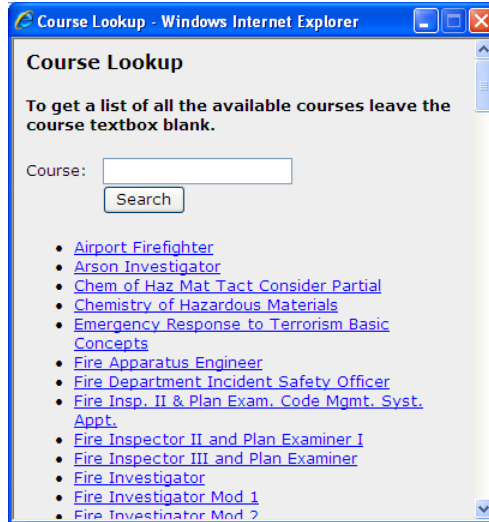 Course Lookup - Windows Internet Explorer
Course Lookup
To get a list of all the available courses leave the
course textbox blank.
Course:
Search
Airport Firefighter
Arson Investigator
Chem of Haz Mat Tact Consider Partial
Chemistry of Hazardous Materials
Emergency Response to Terrorism Basic
Concepts
Fire Apparatus Engineer
Fire Department Incident Safety Officer
Fire Insp. II & Plan Exam. Code Mgmt. Syst.
Appt.
Fire Inspector II and Plan Examiner I
Fire Inspector III and Plan Examiner
Fire Investigator
Fire Investigator Mod 1
Fire Investigator Mod 2